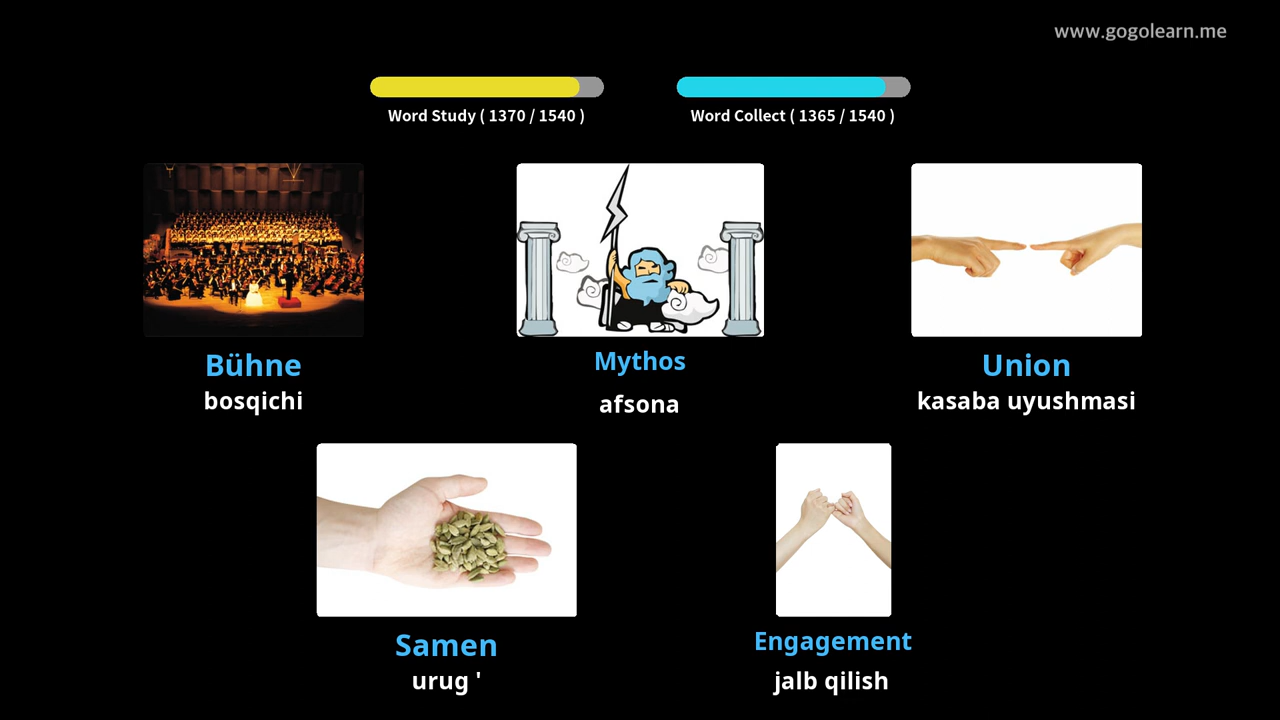 www.gogolearn.me
Word Study ( 1370 / 1540 )
Word Collect ( 1365 / 1540 )
Bühne
bosqichi
Mythos
afsona
Union
kasaba uyushmasi
Samen
urug '
Engagement
jalb qilish